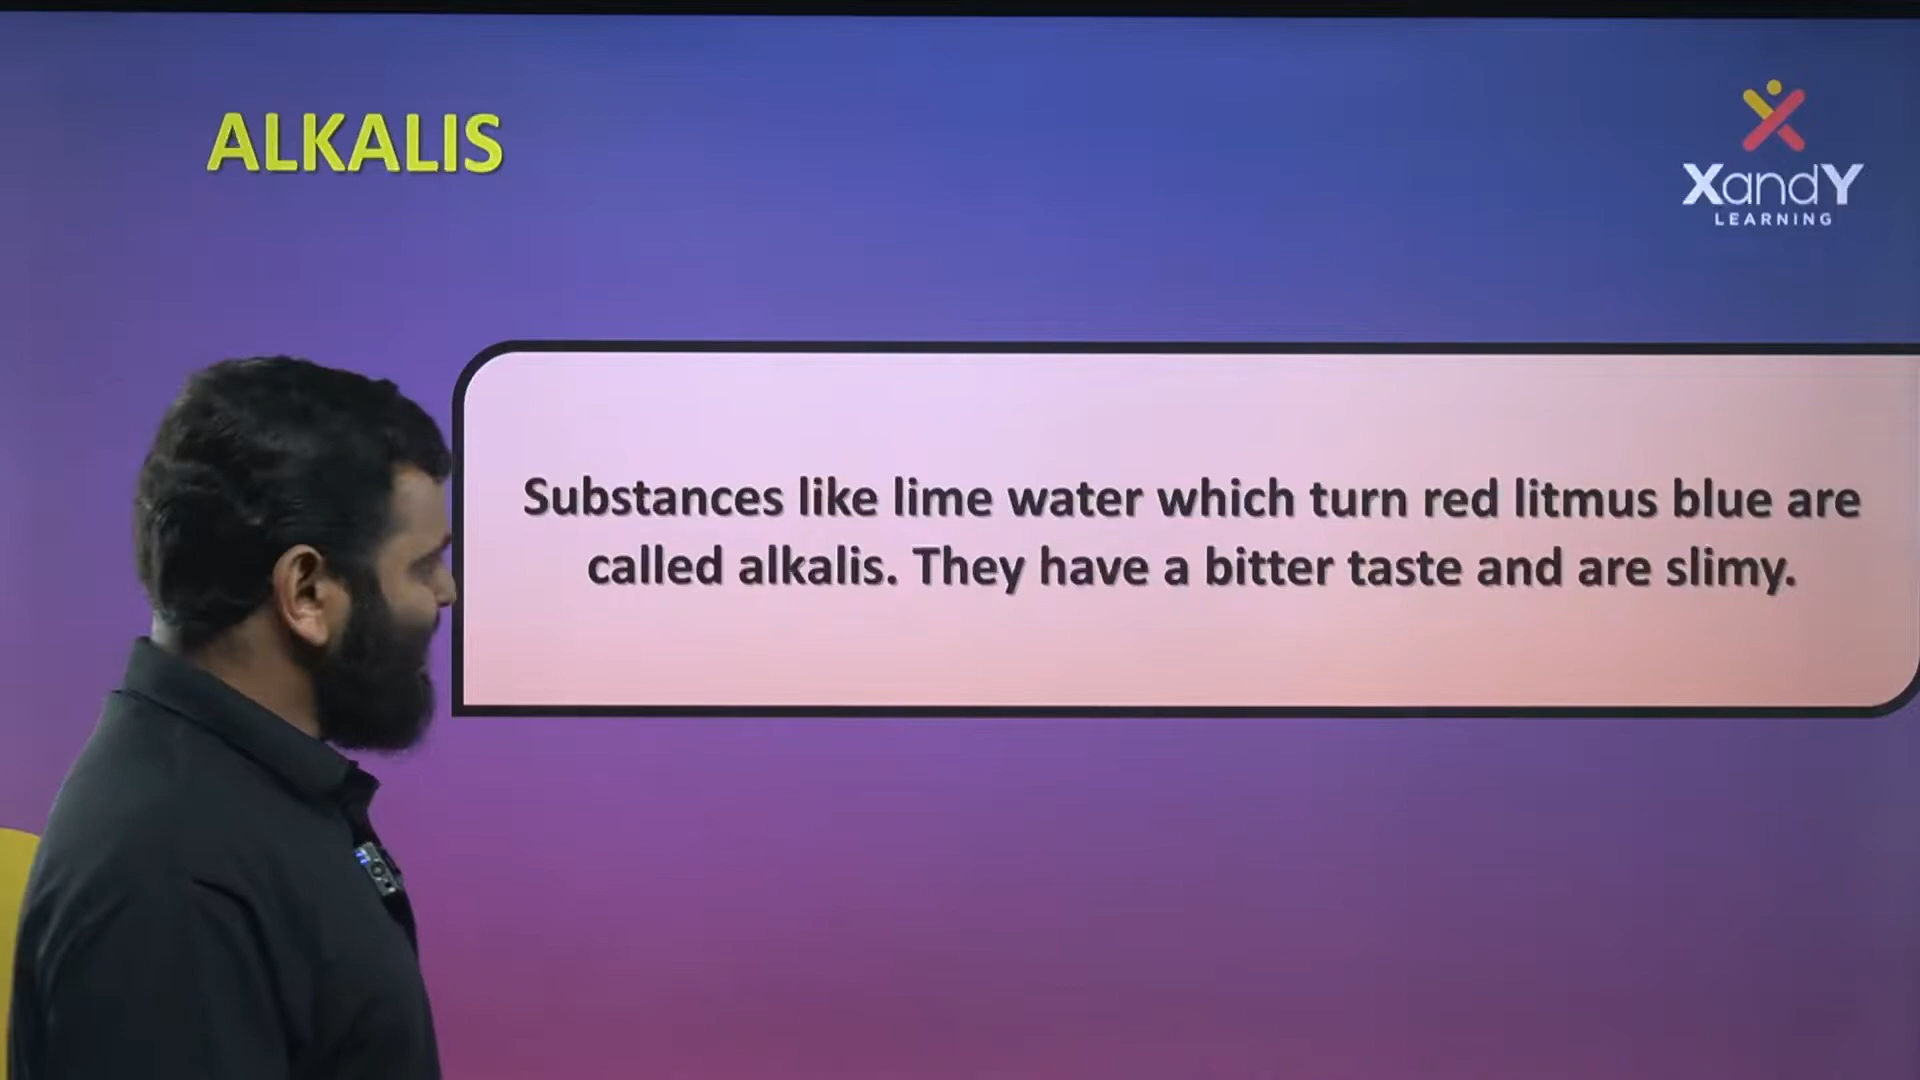 ALKALIS
XandY
LEARNING
Substances like lime water which turn red litmus blue are
called alkalis. They have a bitter taste and are slimy.